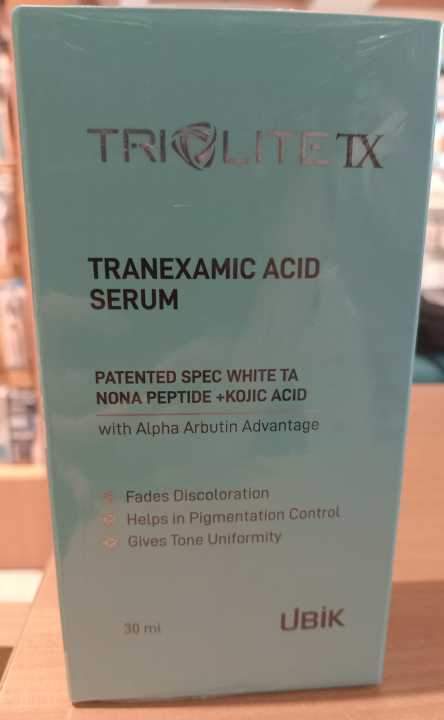 TRIOLITE TX
TRANEXAMIC ACID
SERUM
PATENTED SPEC WHITE TA
NONA PEPTIDE +KOJIC ACID
with Alpha Arbutin Advantage
Fades Discoloration
Helps in Pigmentation Control
Gives Tone Uniformity
30 ml
UBiK